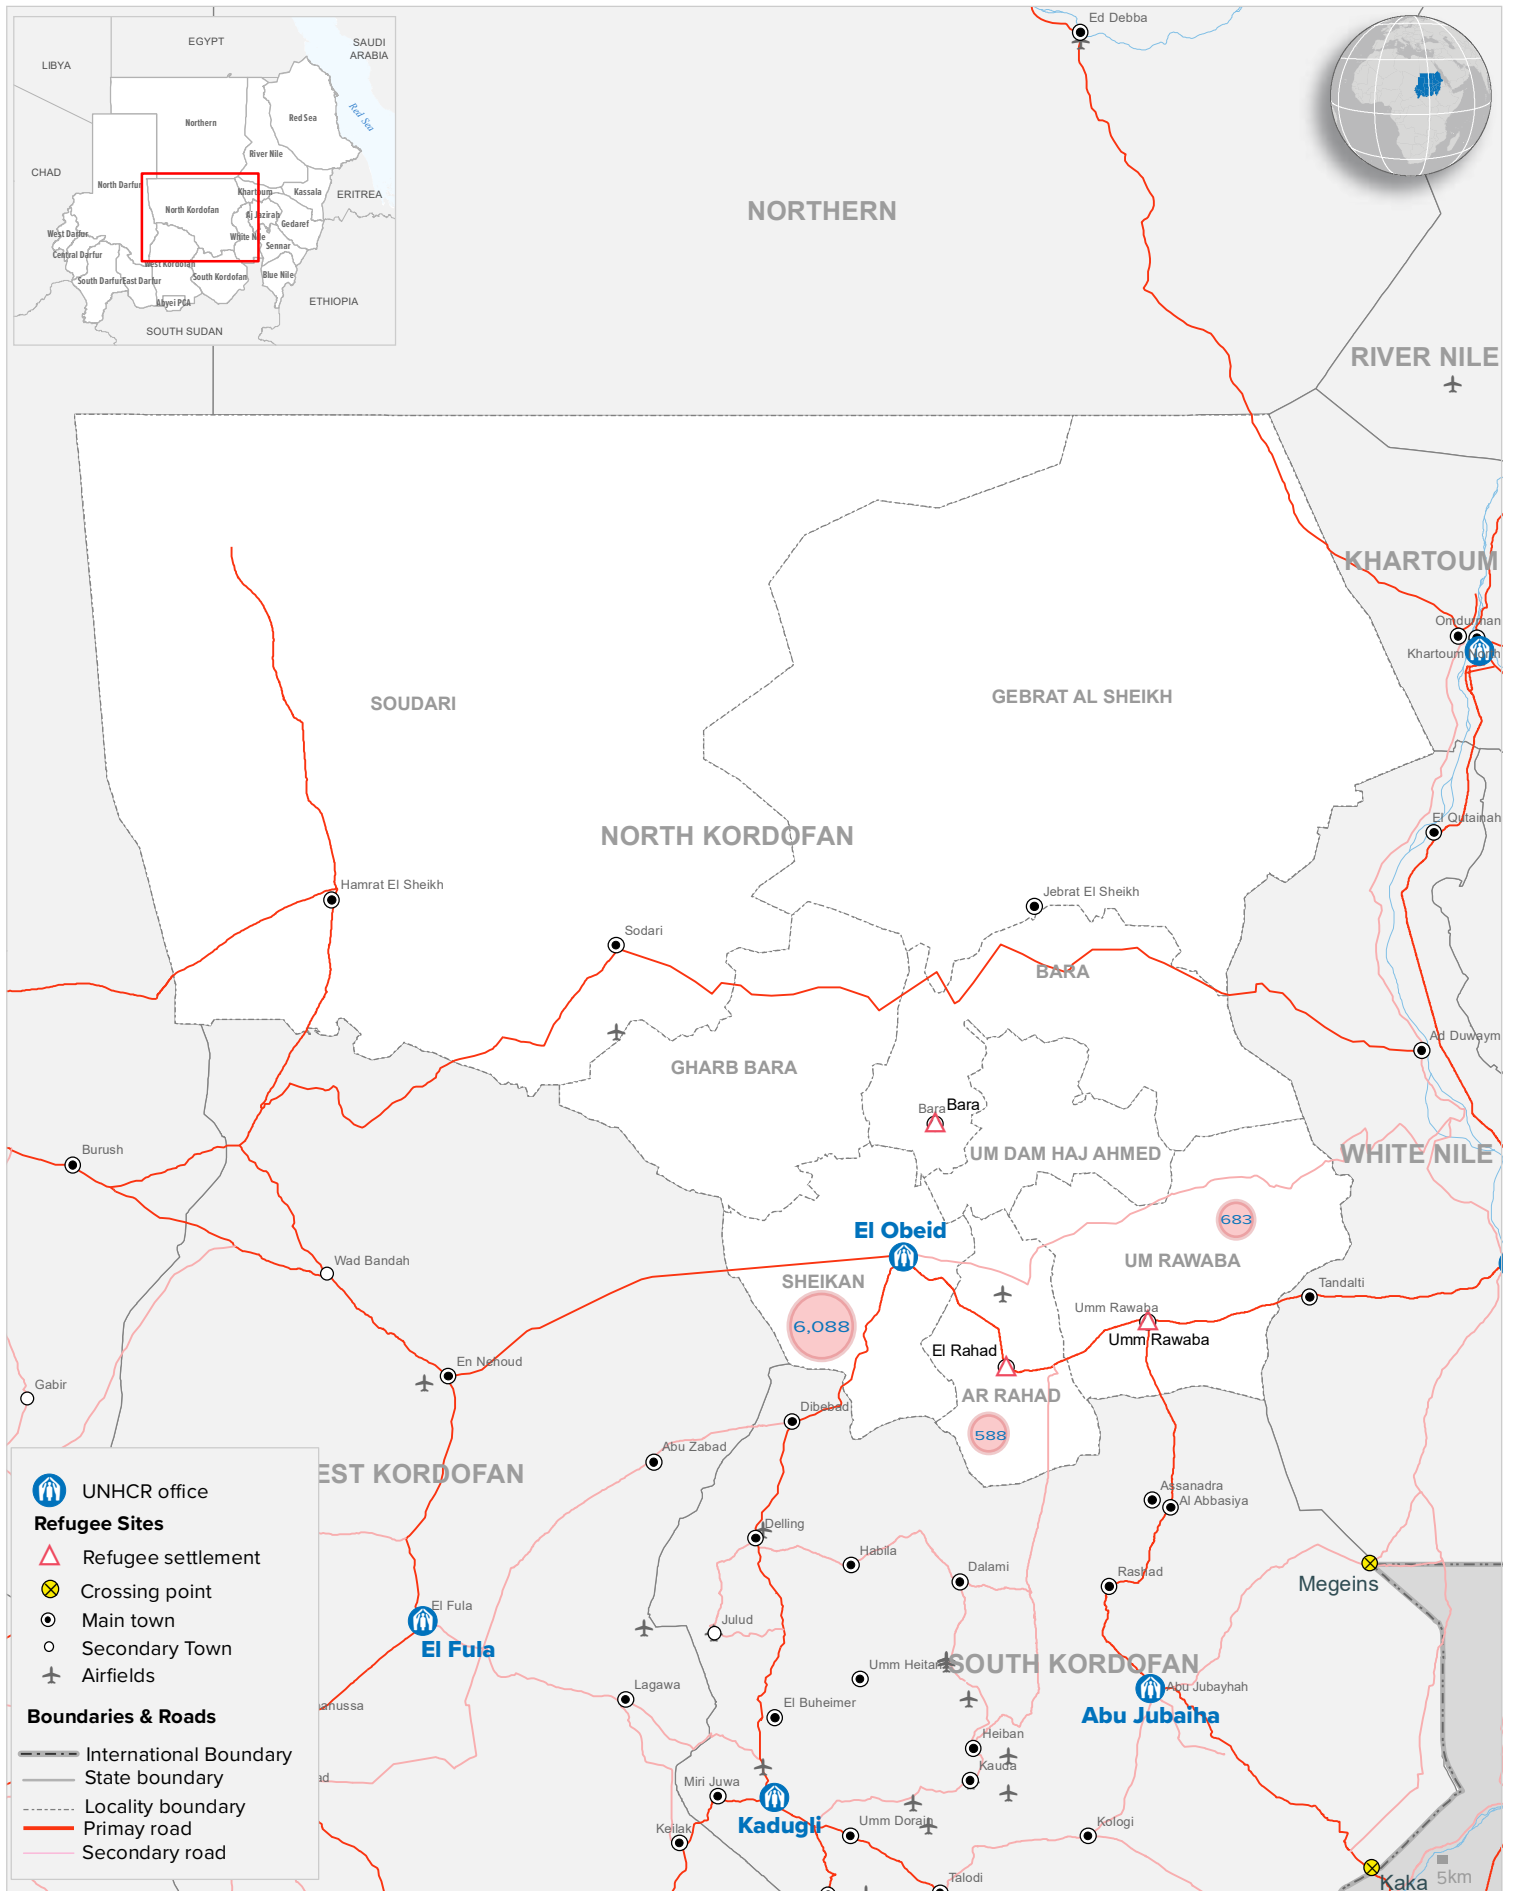 EGYPT
SAUDI
ARABIA
LIBYA
Red Sea
Northern
Red Sea
River Nile
CHAD
North Darfur
Khartoum
Kassala
ERITREA
North Kordofan
Aj Jazirah
Gedaref
West Darfur
White Nile
Sennar
Central Darfur
West Kordofan
South Darfur
East Darfur
South Kordofan
Blue Nile
Abyei PCA
ETHIOPIA
SOUTH SUDAN
Ed Debba
NORTHERN
RIVER NILE
KHARTOUM
Omdurman
Khartoum North
SOUDARI
GEBRAT AL SHEIKH
NORTH KORDOFAN
El Qutainah
Hamrat El Sheikh
Jebrat El Sheikh
Sodari
BARA
Ad Duwaym
GHARB BARA
Bara
Bara
Burush
UM DAM HAJ AHMED
WHITE NILE
683
El Obeid
Wad Bandah
UM RAWABA
SHEIKAN
Tandalti
6,088
Umm Rawaba
Umm Rawaba
El Rahad
En Nehoud
Gabir
AR RAHAD
Dibebad
588
Abu Zabad
EST KORDOFAN
Assanadra
Al Abbasiya
Delling
Habila
Dalami
Rashad
Megeins
El Fula
El Fula
Julud
Umm Heitan
SOUTH KORDOFAN
Lagawa
Abu Jubayhah
Abu Jubaiha
anussa
El Buheimer
Heiban
Kauda
ad
Miri Juwa
Kadugli
Umm Dorain
Kologi
Keilak
Talodi
Kaka
5km
UNHCR office
Refugee Sites
Refugee settlement
Crossing point
Main town
Secondary Town
Airfields
Boundaries & Roads
International Boundary
State boundary
Locality boundary
Primay road
Secondary road